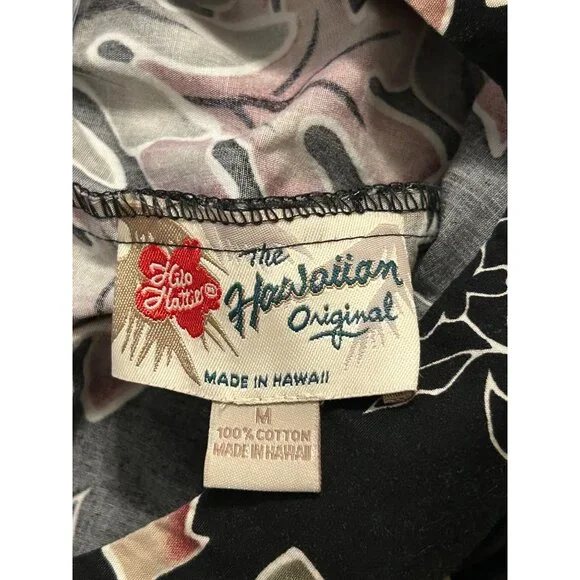 Hilo
Hattie®
The
Hawaiian
Original
MADE IN HAWAII
M
100% COTTON
MADE IN HAWAII